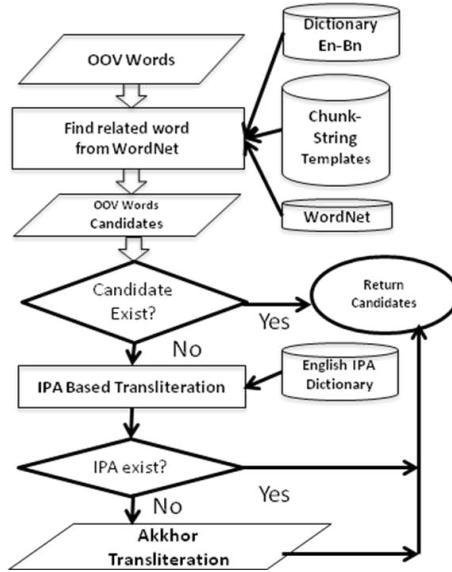 Dictionary
En-Bn
OOV Words
Find related word
from WordNet
Chunk-
String
Templates
OOV Words
Candidates
WordNet
Candidate
Exist?
Yes
Return
Candidates
No
IPA Based Transliteration
English IPA
Dictionary
IPA exist?
Yes
No
Akkhor
Transliteration